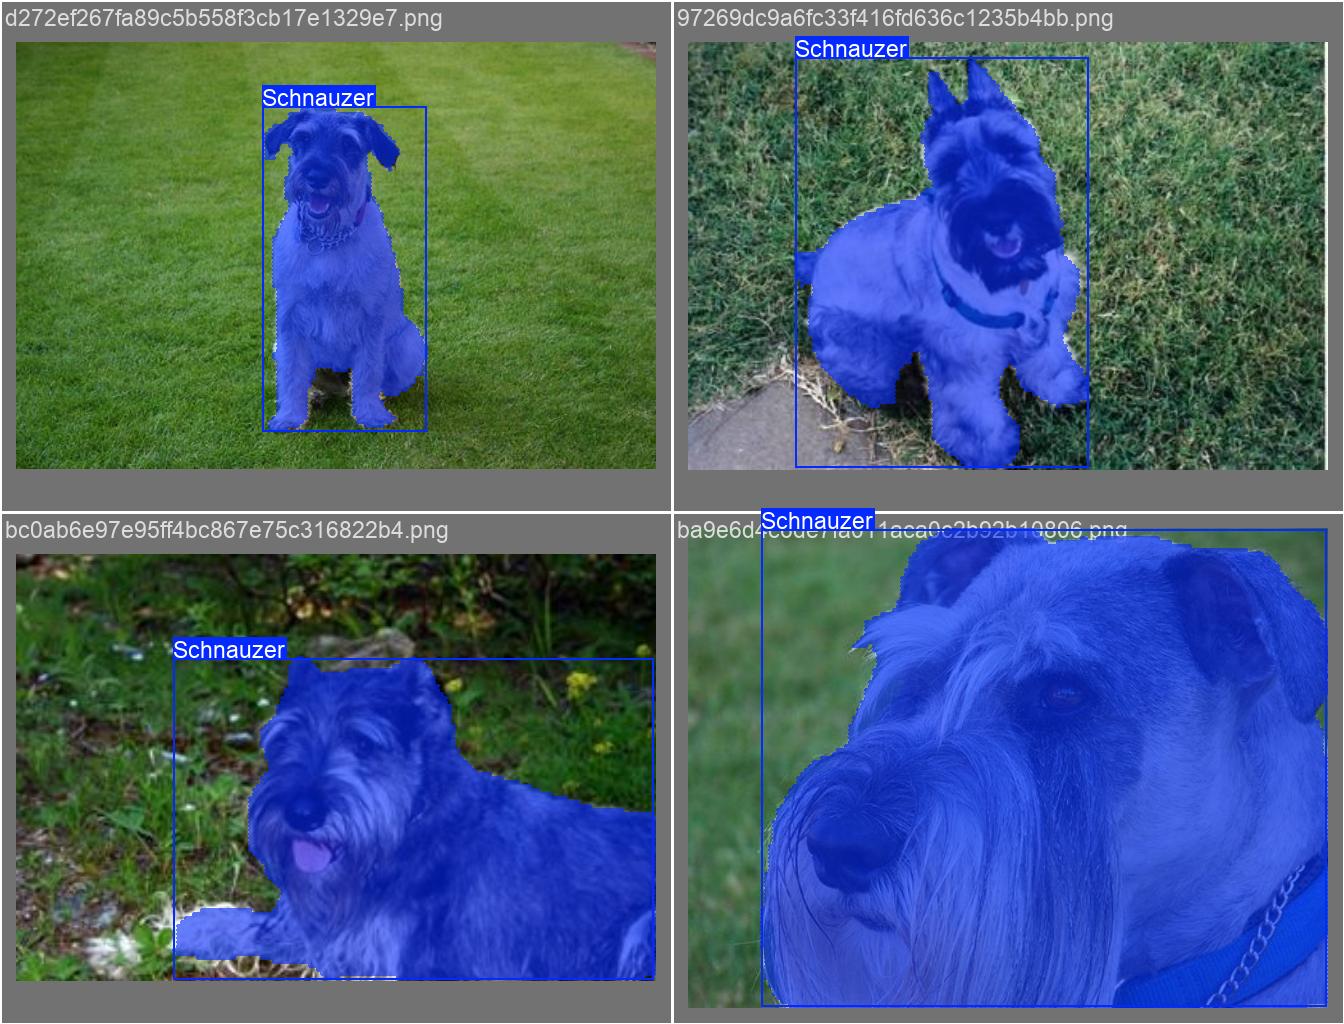 d272ef267fa89c5b558f3cb17e1329e7.png
Schnauzer
97269dc9a6fc33f416fd636c1235b4bb.png
Schnauzer
bc0ab6e97e95ff4bc867e75c316822b4.png
Schnauzer
Schnauzer